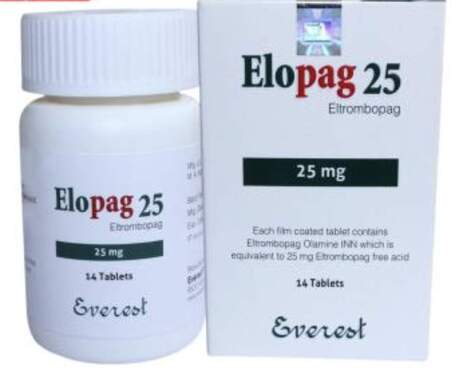 Elopag 25
Eltrombopag
25 mg
14 Tablets
Everest
Elopag 25
Eltrombopag
25 mg
Each film coated tablet contains
Eltrombopag Olamine INN which is
equivalent to 25 mg Eltrombopag free acid
14 Tablets
Everest